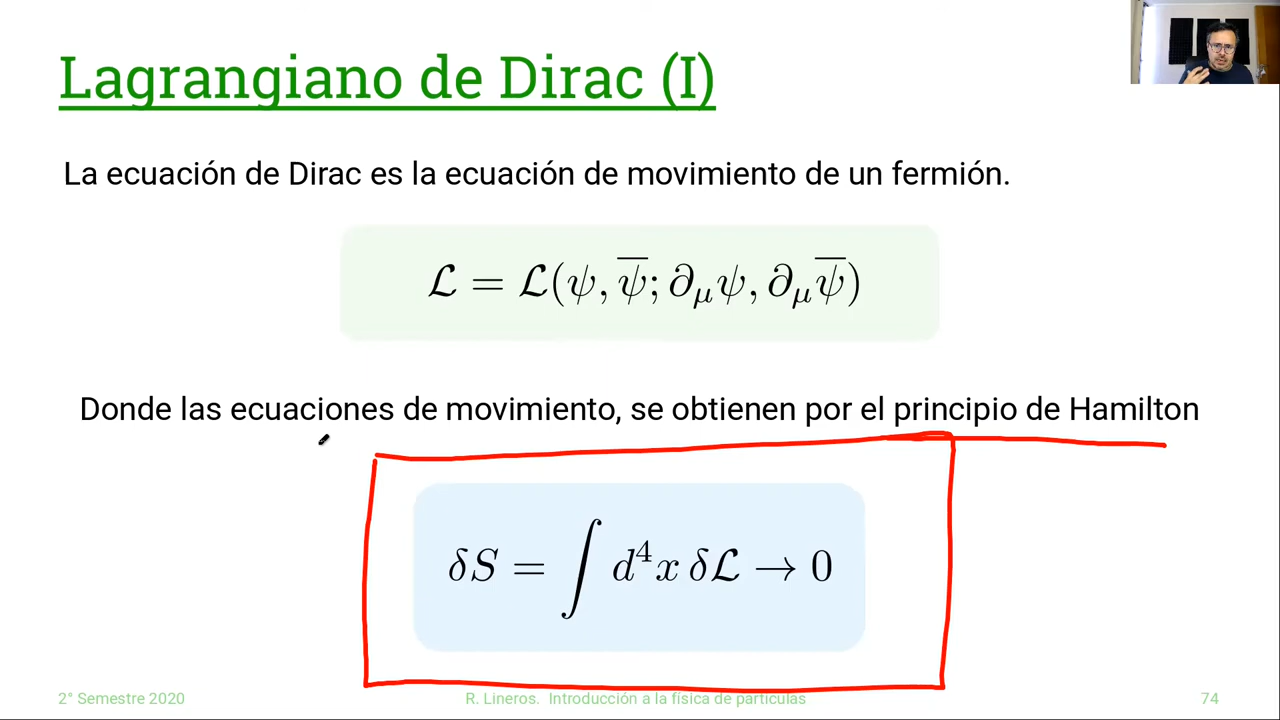 Lagrangiano de Dirac (I)
La ecuación de Dirac es la ecuación de movimiento de un fermión.
ℒ = ℒ(ψ, ψ̅; ∂_μψ, ∂_μψ̅)
Donde las ecuaciones de movimiento, se obtienen por el principio de Hamilton
δS = ∫ d⁴x δℒ → 0
2° Semestre 2020 R. Lineros. Introducción a la física de partículas 74